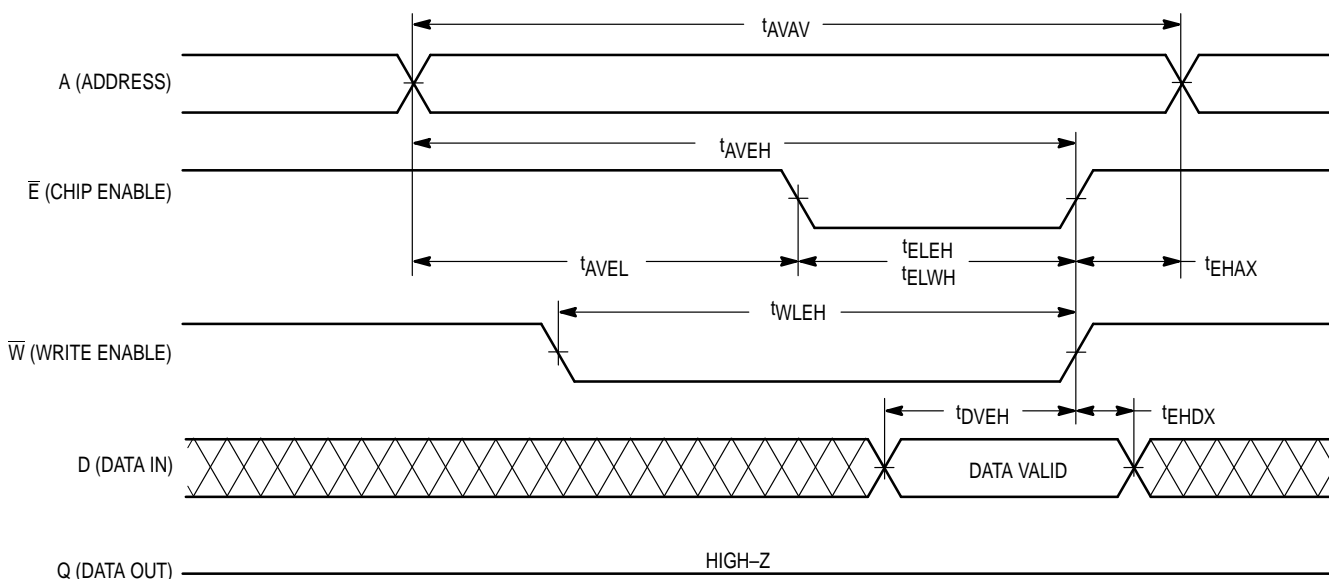 tAVAV
A (ADDRESS)
tAVEH
E̅ (CHIP ENABLE)
tAVEL
tELEH
tELWH
tEHAX
tWLEH
W̅ (WRITE ENABLE)
tDVEH
tEHDX
D (DATA IN)
DATA VALID
HIGH–Z
Q (DATA OUT)